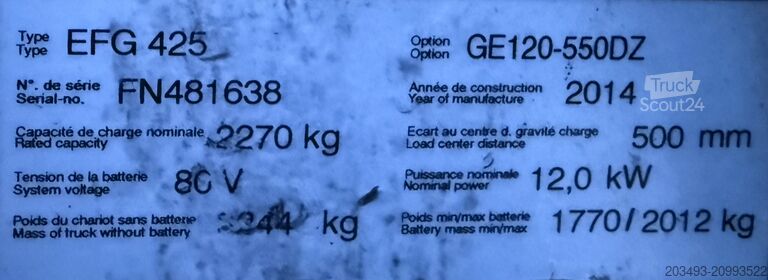 Type
Type EFG 425
Option
Option GE120-550DZ
N°. de série
Serial-no. FN481638
Année de construction
Year of manufacture 2014
Truck
Scout24
Capacité de charge nominale
Rated capacity 2270 kg
Ecart au centre d. gravité charge
Load center distance 500 mm
Tension de la batterie
System voltage 80 V
Puissance nominale
Nominal power 12,0 kW
Poids du chariot sans batterie
Mass of truck without battery kg
Poids min/max batterie
Battery mass min/max 1770/2012 kg
203493-20993522